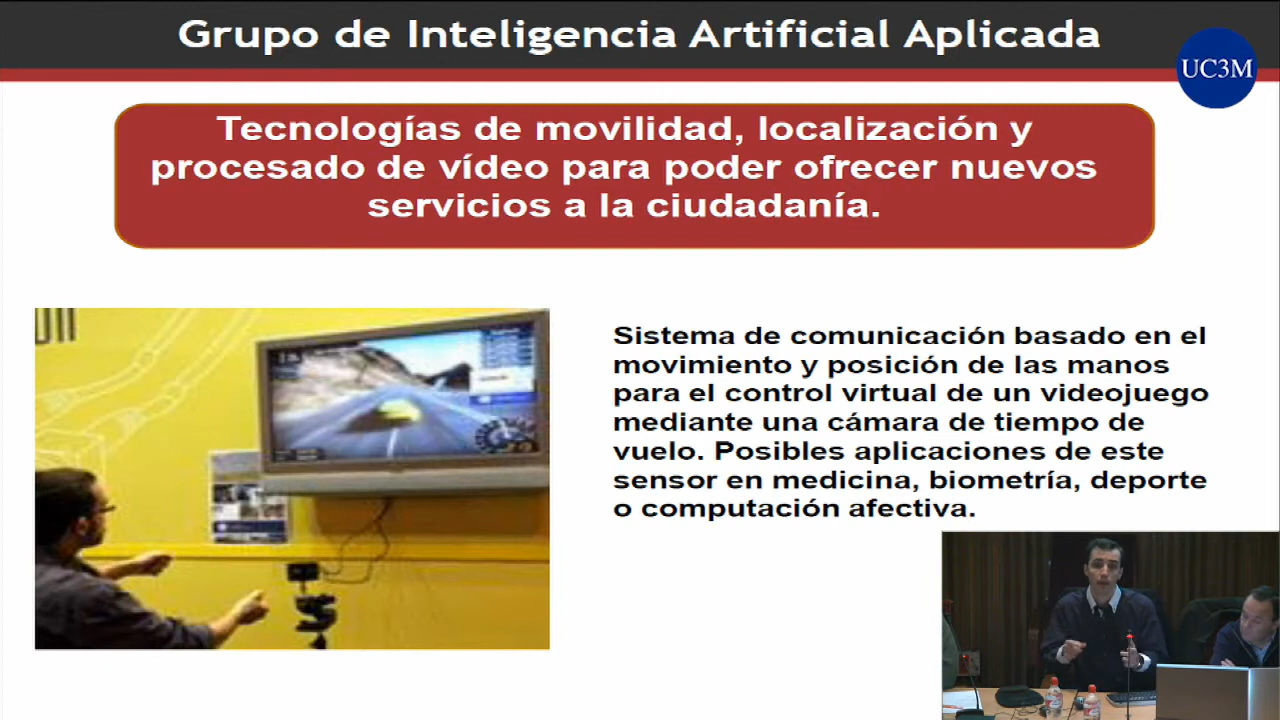 Grupo de Inteligencia Artificial Aplicada
UC3M
Tecnologías de movilidad, localización y
procesado de vídeo para poder ofrecer nuevos
servicios a la ciudadanía.
Sistema de comunicación basado en el
movimiento y posición de las manos
para el control virtual de un videojuego
mediante una cámara de tiempo de
vuelo. Posibles aplicaciones de este
sensor en medicina, biometría, deporte
o computación afectiva.